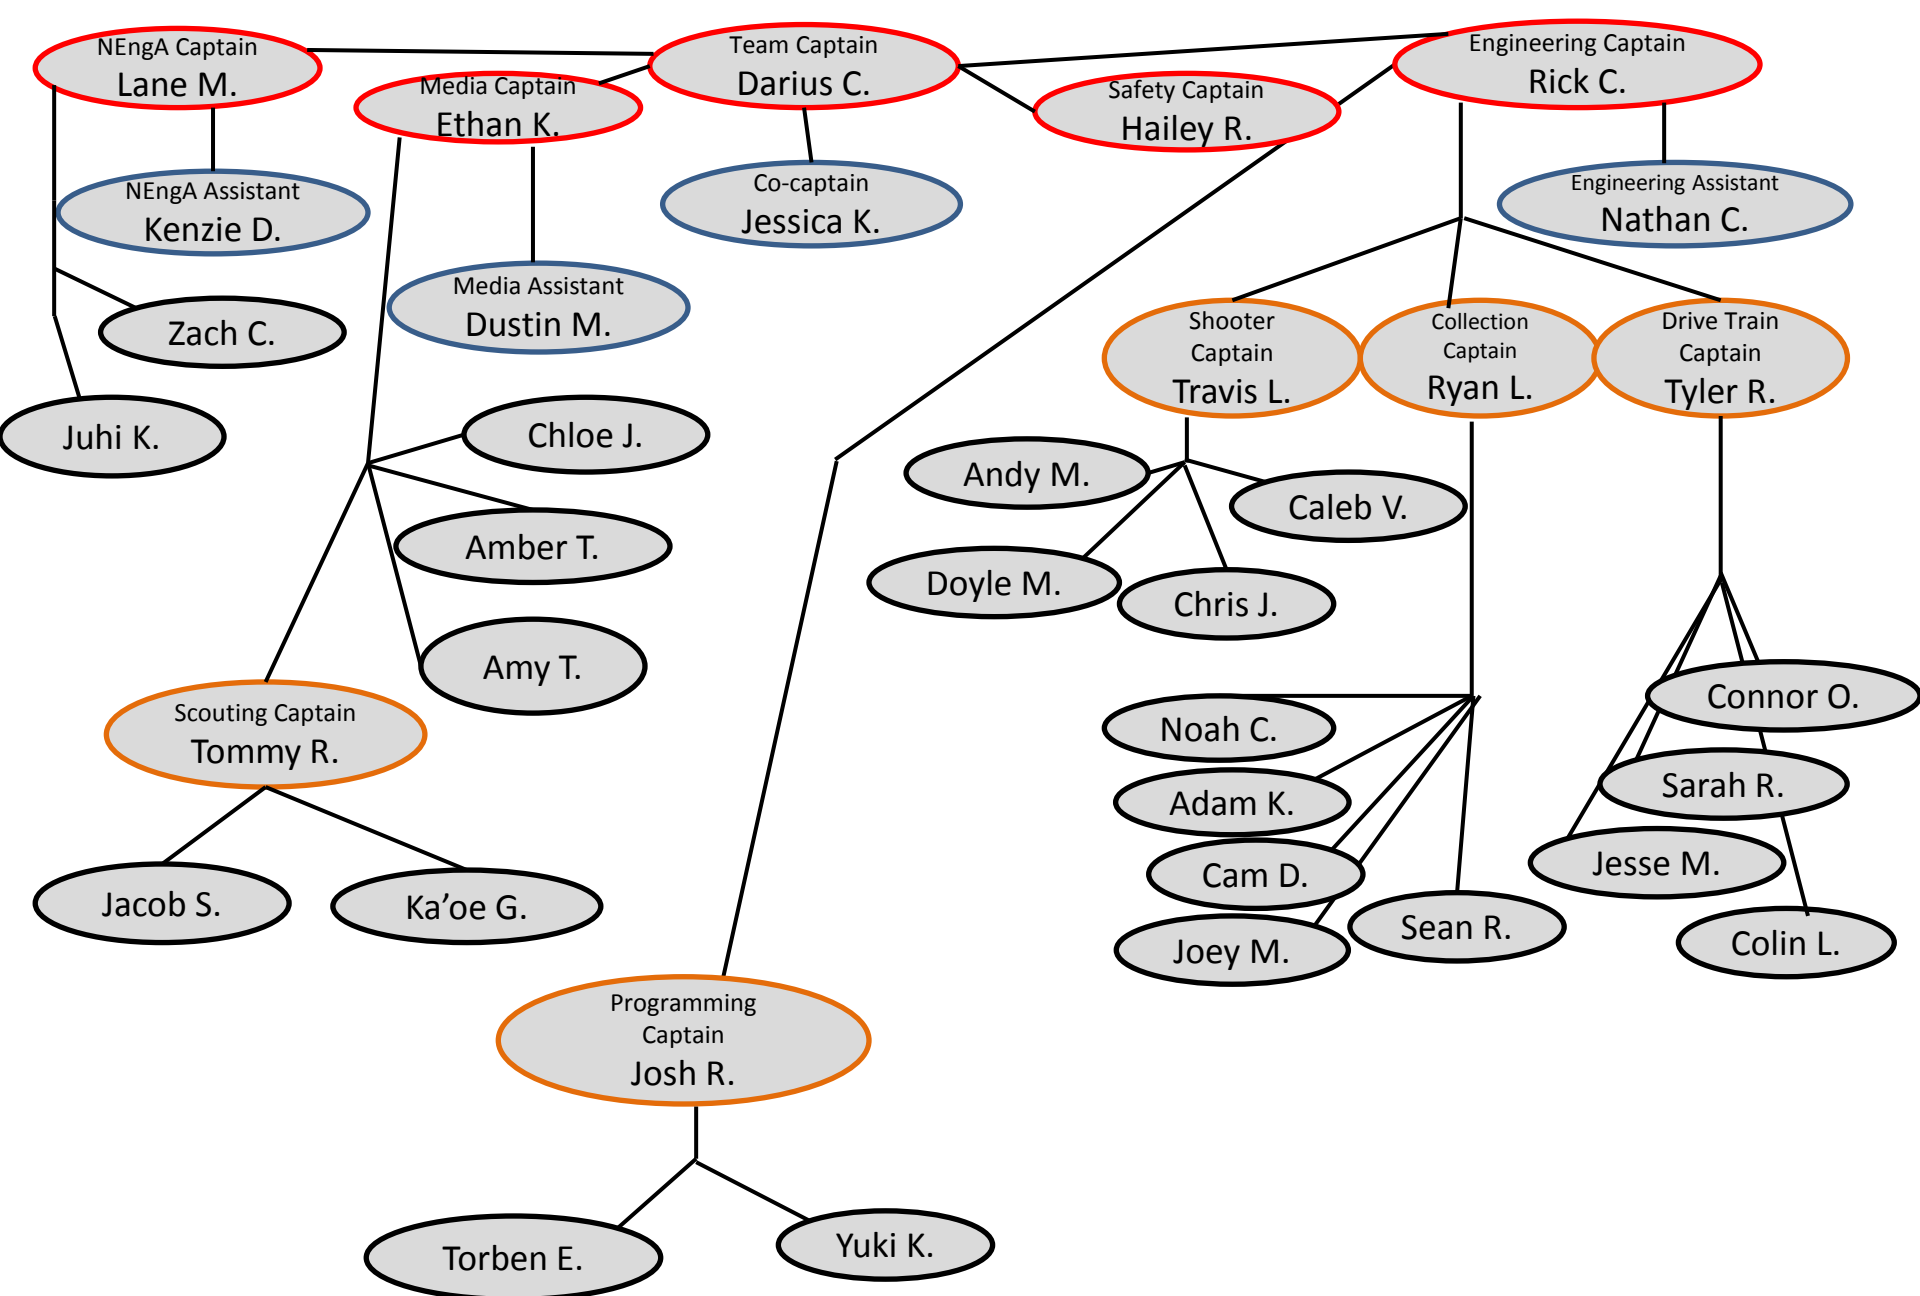 NEngA Captain
Lane M.
Team Captain
Darius C.
Engineering Captain
Rick C.
Media Captain
Ethan K.
Safety Captain
Hailey R.
NEngA Assistant
Kenzie D.
Co-captain
Jessica K.
Engineering Assistant
Nathan C.
Media Assistant
Dustin M.
Zach C.
Shooter
Captain
Travis L.
Collection
Captain
Ryan L.
Drive Train
Captain
Tyler R.
Juhi K.
Chloe J.
Andy M.
Caleb V.
Amber T.
Doyle M.
Chris J.
Amy T.
Connor O.
Scouting Captain
Tommy R.
Noah C.
Sarah R.
Adam K.
Jesse M.
Cam D.
Jacob S.
Ka’oe G.
Sean R.
Joey M.
Colin L.
Programming
Captain
Josh R.
Torben E.
Yuki K.